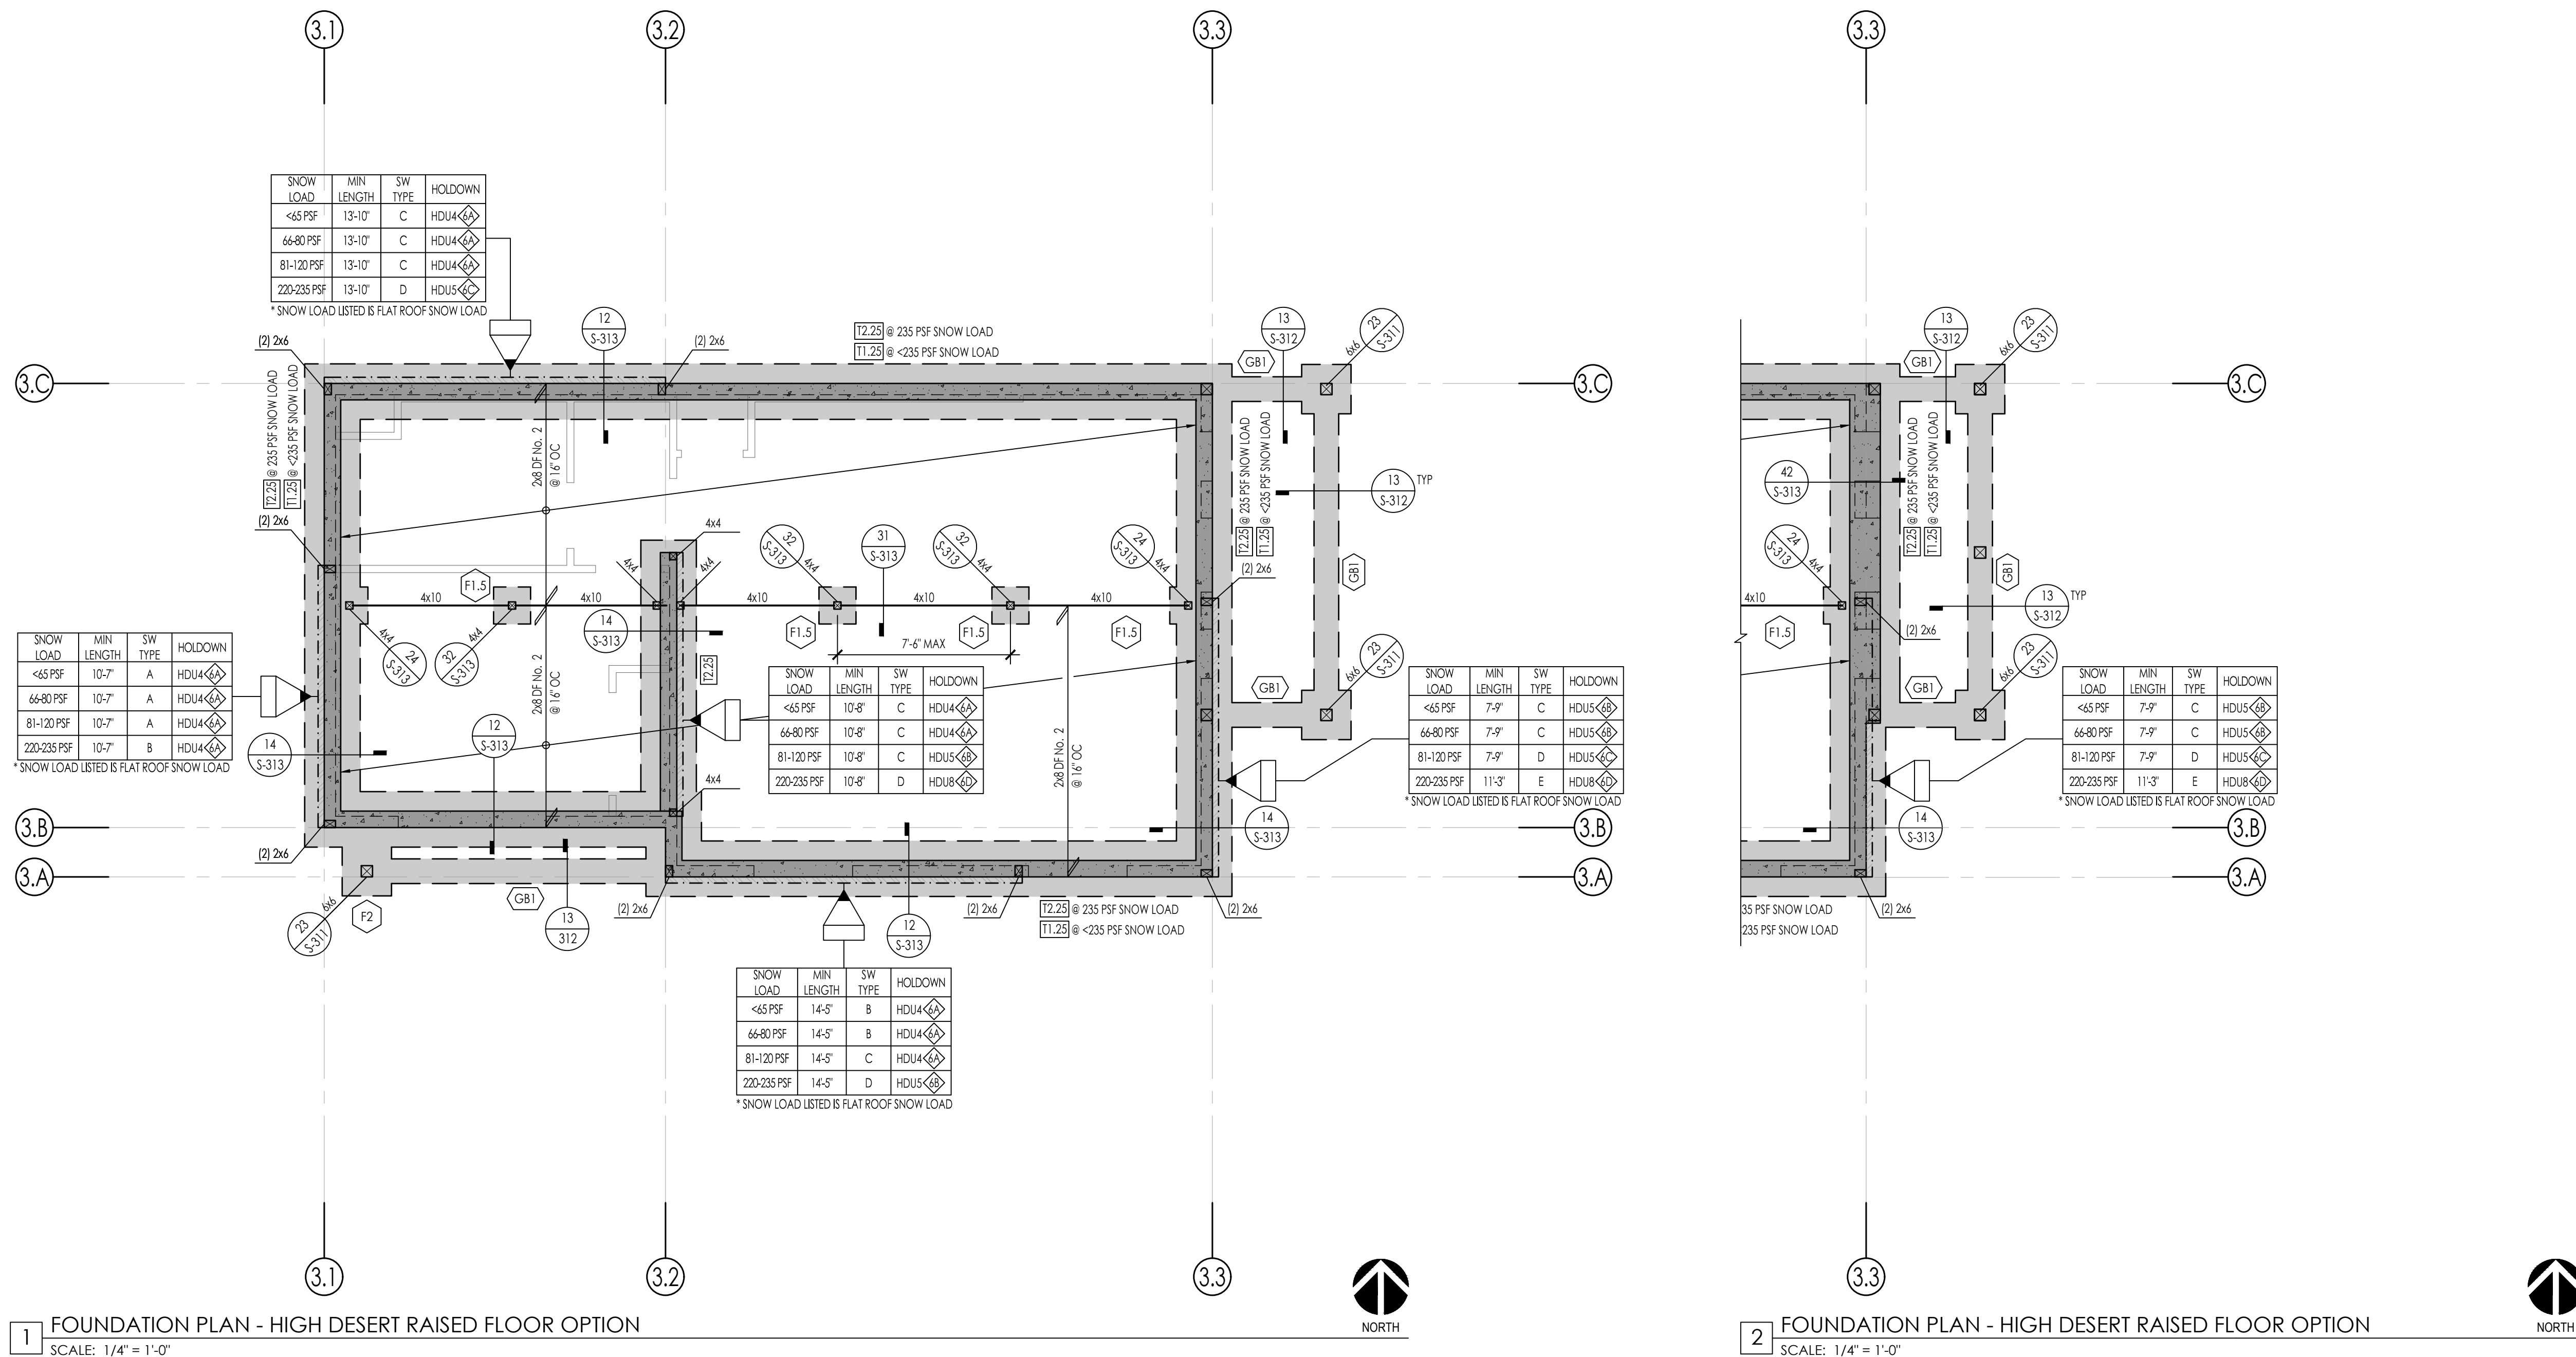 3.1
3.2
3.3
3.3
SNOW LOAD | MIN LENGTH | SW TYPE | HOLDOWN
<65 PSF | 13'-10" | C | HDU4 6A
66-80 PSF | 13'-10" | C | HDU4 6A
81-120 PSF | 13'-10" | C | HDU4 6A
220-235 PSF | 13'-10" | D | HDU5 6C
* SNOW LOAD LISTED IS FLAT ROOF SNOW LOAD
12
S-313
T2.25 @ 235 PSF SNOW LOAD
T1.25 @ <235 PSF SNOW LOAD
13
S-312
23
S-311
6x6
GB1
(2) 2x6
(2) 2x6
3.C
3.C
T2.25 @ 235 PSF SNOW LOAD
T1.25 @ <235 PSF SNOW LOAD
2x8 DF No. 2
@ 16" OC
T2.25 @ 235 PSF SNOW LOAD
T1.25 @ <235 PSF SNOW LOAD
13
S-312
TYP
(2) 2x6
4x4
32
S-313
4x4
31
S-313
32
S-313
4x4
24
S-313
4x4
4x4
4x4
(2) 2x6
GB1
F1.5
4x10
4x10
4x10
4x10
4x10
14
S-313
F1.5
F1.5
F1.5
7'-6" MAX
4x4
24
S-313
4x4
32
S-313
T2.25
2x8 DF No. 2
@ 16" OC
SNOW LOAD | MIN LENGTH | SW TYPE | HOLDOWN
<65 PSF | 10'-7" | A | HDU4 6A
66-80 PSF | 10'-7" | A | HDU4 6A
81-120 PSF | 10'-7" | A | HDU4 6A
220-235 PSF | 10'-7" | B | HDU4 6A
* SNOW LOAD LISTED IS FLAT ROOF SNOW LOAD
14
S-313
12
S-313
SNOW LOAD | MIN LENGTH | SW TYPE | HOLDOWN
<65 PSF | 10'-8" | C | HDU4 6A
66-80 PSF | 10'-8" | C | HDU4 6A
81-120 PSF | 10'-8" | C | HDU5 6B
220-235 PSF | 10'-8" | D | HDU8 6D
4x4
2x8 DF No. 2
@ 16" OC
6x6
23
S-311
GB1
SNOW LOAD | MIN LENGTH | SW TYPE | HOLDOWN
<65 PSF | 7'-9" | C | HDU5 6B
66-80 PSF | 7'-9" | C | HDU5 6B
81-120 PSF | 7'-9" | D | HDU5 6C
220-235 PSF | 11'-3" | E | HDU8 6D
* SNOW LOAD LISTED IS FLAT ROOF SNOW LOAD
14
S-313
3.B
3.B
(2) 2x6
3.A
3.A
6x6
23
S-311
F2
GB1
13
312
(2) 2x6
12
S-313
(2) 2x6
T2.25 @ 235 PSF SNOW LOAD
T1.25 @ <235 PSF SNOW LOAD
(2) 2x6
SNOW LOAD | MIN LENGTH | SW TYPE | HOLDOWN
<65 PSF | 14'-5" | B | HDU4 6A
66-80 PSF | 14'-5" | B | HDU4 6A
81-120 PSF | 14'-5" | C | HDU4 6A
220-235 PSF | 14'-5" | D | HDU5 6B
* SNOW LOAD LISTED IS FLAT ROOF SNOW LOAD
3.1
3.2
3.3
NORTH
1 FOUNDATION PLAN - HIGH DESERT RAISED FLOOR OPTION
SCALE: 1/4" = 1'-0"
13
S-312
23
S-311
6x6
GB1
3.C
T2.25 @ 235 PSF SNOW LOAD
T1.25 @ <235 PSF SNOW LOAD
42
S-313
24
S-313
4x4
4x10
F1.5
GB1
13
S-312
TYP
(2) 2x6
6x6
23
S-311
GB1
SNOW LOAD | MIN LENGTH | SW TYPE | HOLDOWN
<65 PSF | 7'-9" | C | HDU5 6B
66-80 PSF | 7'-9" | C | HDU5 6B
81-120 PSF | 7'-9" | D | HDU5 6C
220-235 PSF | 11'-3" | E | HDU8 6D
* SNOW LOAD LISTED IS FLAT ROOF SNOW LOAD
14
S-313
3.B
3.A
35 PSF SNOW LOAD
235 PSF SNOW LOAD
(2) 2x6
3.3
NORTH
2 FOUNDATION PLAN - HIGH DESERT RAISED FLOOR OPTION
SCALE: 1/4" = 1'-0"